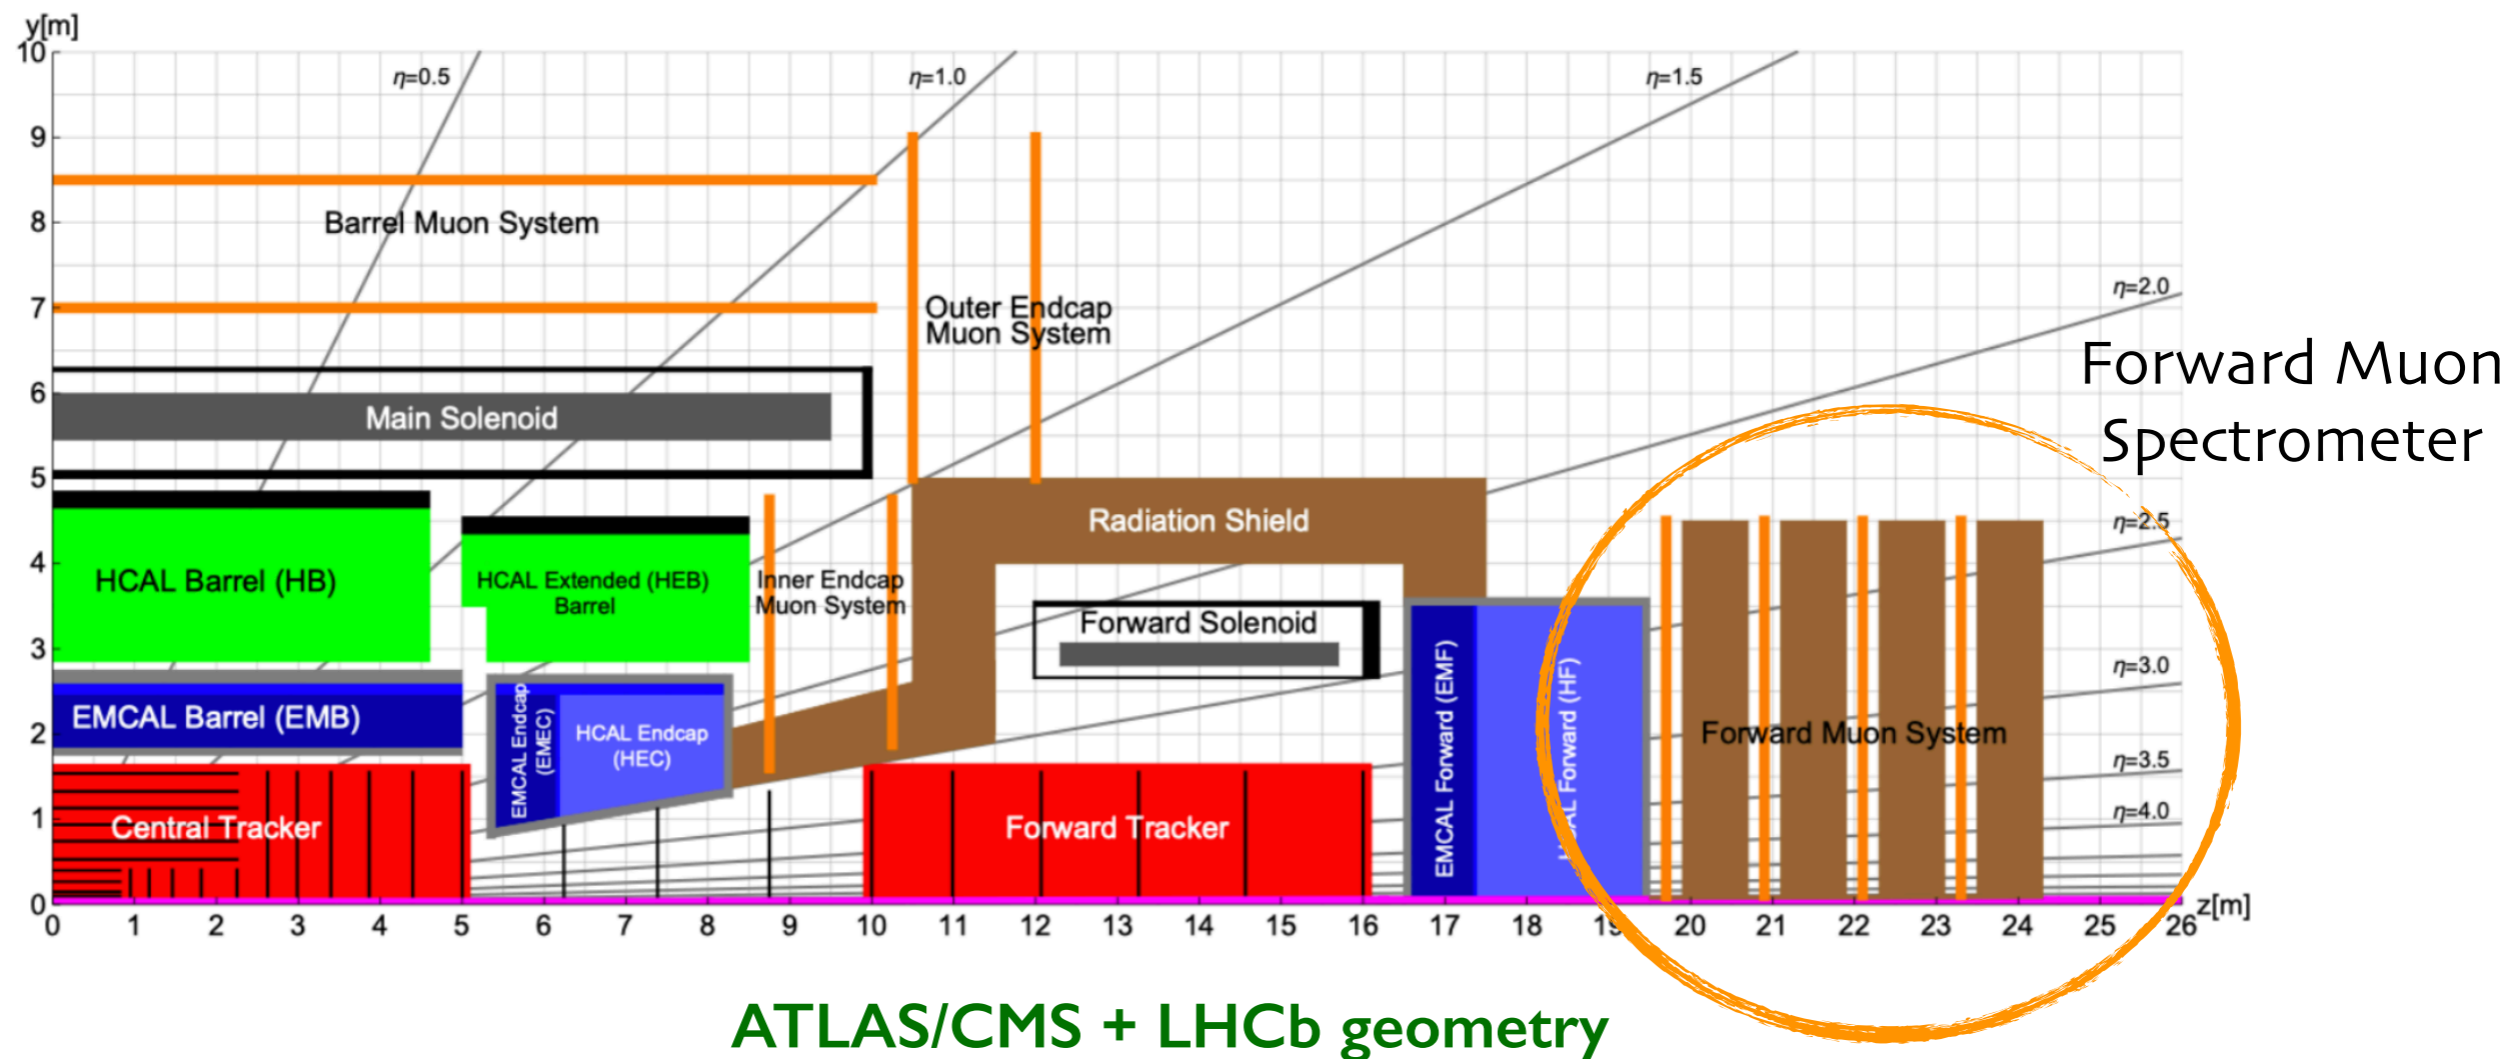 y[m]
10
η=0.5
η=1.0
η=1.5
9
8
Barrel Muon System
η=2.0
7
Outer Endcap
Muon System
Forward Muon
Spectrometer
6
Main Solenoid
5
Radiation Shield
η=2.5
4
HCAL Barrel (HB)
HCAL Extended (HEB)
Barrel
Inner Endcap
Muon System
Forward Solenoid
3
η=3.0
EMCAL Barrel (EMB)
EMCAL Endcap
(EMEC)
HCAL Endcap
(HEC)
EMCAL Forward (EMF)
HCAL Forward (HF)
Forward Muon System
2
η=3.5
1
Central Tracker
Forward Tracker
η=4.0
0
z[m]
0 1 2 3 4 5 6 7 8 9 10 11 12 13 14 15 16 17 18 19 20 21 22 23 24 25 26
ATLAS/CMS + LHCb geometry